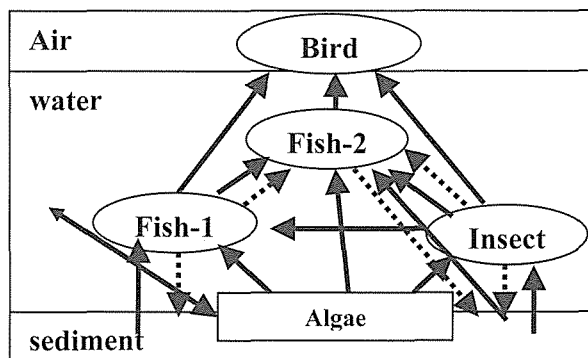 Air
Bird
water
Fish-2
Fish-1
Insect
Algae
sediment